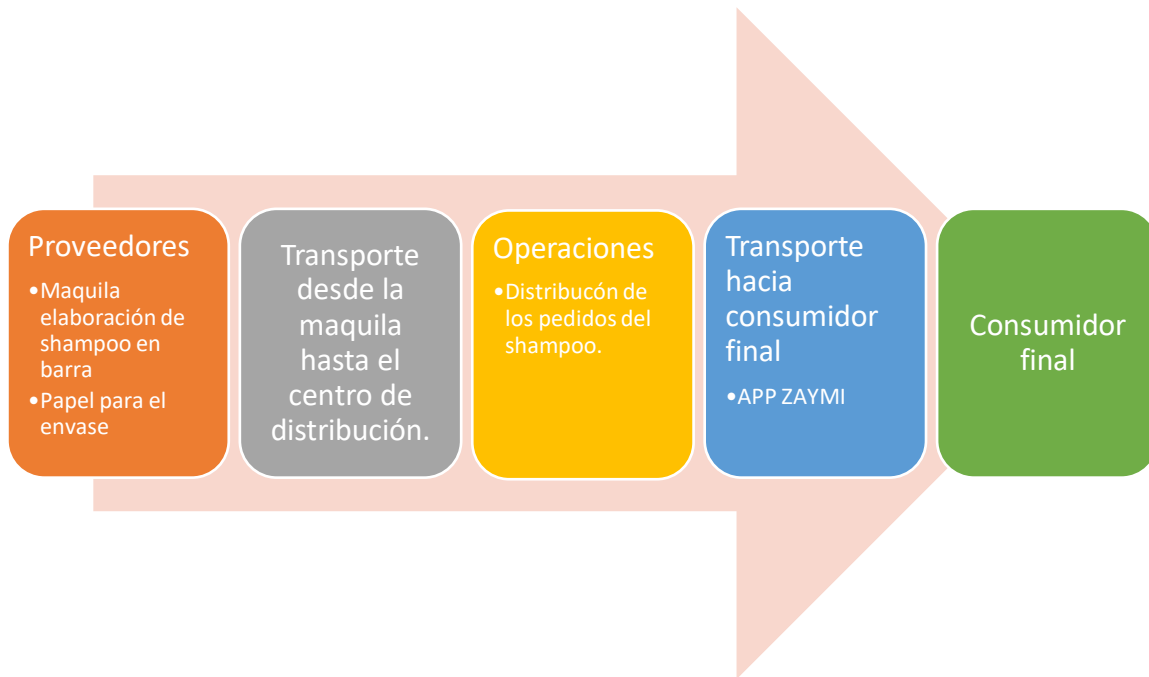 Proveedores
•Maquila
elaboración de
shampoo en
barra
•Papel para el
envase
Transporte
desde la
maquila
hasta el
centro de
distribución.
Operaciones
•Distribucón de
los pedidos del
shampoo.
Transporte
hacia
consumidor
final
•APP ZAYMI
Consumidor
final